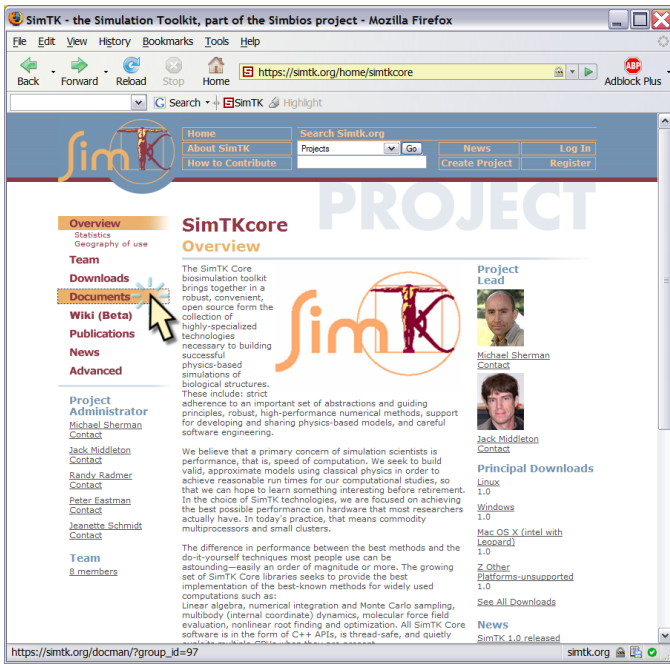 SimTK - the Simulation Toolkit, part of the Simbios project - Mozilla Firefox
File Edit View History Bookmarks Tools Help
Back Forward Reload Stop Home https://simtk.org/home/simtkcore ABP Adblock Plus
G Search SimTK Highlight
SimTK
Home Search Simtk.org
About SimTK Projects Go News Log In
How to Contribute Create Project Register
PROJECT
Overview
Statistics
Geography of use
Team
Downloads
Documents
Wiki (Beta)
Publications
News
Advanced
Project
Administrator
Michael Sherman
Contact
Jack Middleton
Contact
Randy Radmer
Contact
Peter Eastman
Contact
Jeanette Schmidt
Contact
Team
8 members
SimTKcore
Overview
The SimTK Core
biosimulation toolkit
brings together in a
robust, convenient,
open source form the
collection of
highly-specialized
technologies
necessary to building
successful
physics-based
simulations of
biological structures.
These include: strict
adherence to an important set of abstractions and guiding
principles, robust, high-performance numerical methods, support
for developing and sharing physics-based models, and careful
software engineering.
SimTK
We believe that a primary concern of simulation scientists is
performance, that is, speed of computation. We seek to build
valid, approximate models using classical physics in order to
achieve reasonable run times for our computational studies, so
that we can hope to learn something interesting before retirement.
In the choice of SimTK technologies, we are focused on achieving
the best possible performance on hardware that most researchers
actually have. In today's practice, that means commodity
multiprocessors and small clusters.
The difference in performance between the best methods and the
do-it-yourself techniques most people use can be
astounding—easily an order of magnitude or more. The growing
set of SimTK Core libraries seeks to provide the best
implementation of the best-known methods for widely used
computations such as:
Linear algebra, numerical integration and Monte Carlo sampling,
multibody (internal coordinate) dynamics, molecular force field
evaluation, nonlinear root finding and optimization. All SimTK Core
software is in the form of C++ APIs, is thread-safe, and quietly
exploits multiple CPUs when they are present.
Project
Lead
Michael Sherman
Contact
Jack Middleton
Contact
Principal Downloads
Linux
1.0
Windows
1.0
Mac OS X (intel with
Leopard)
1.0
Z Other
Platforms-unsupported
1.0
See All Downloads
News
SimTK 1.0 released
https://simtk.org/docman/?group_id=97 simtk.org